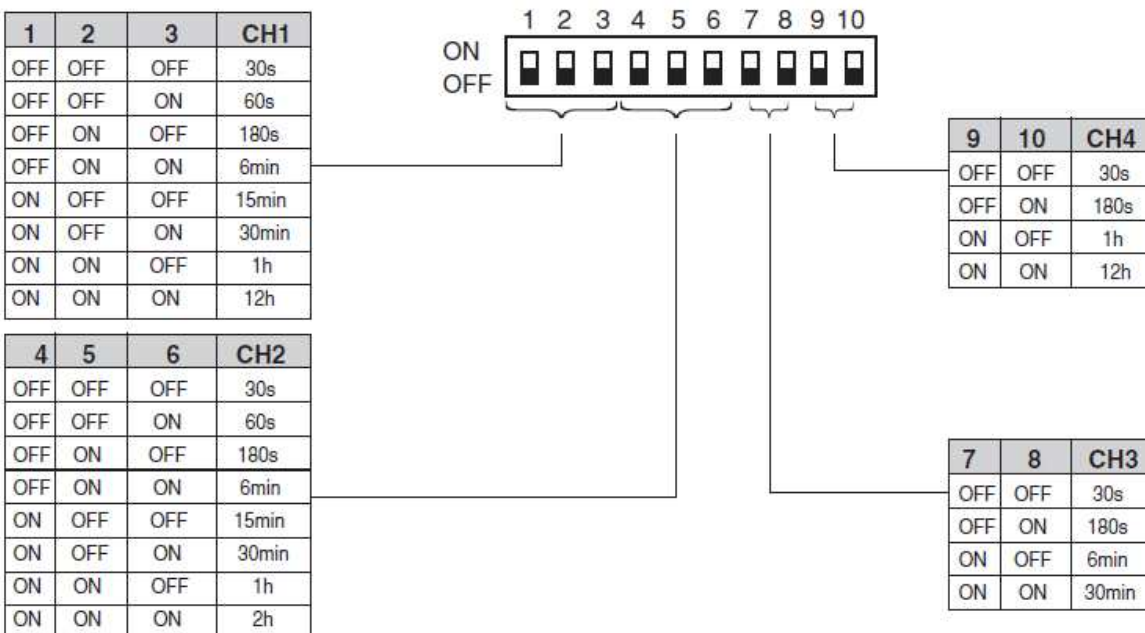 1 2 3 CH1
OFF OFF OFF 30s
OFF OFF ON 60s
OFF ON OFF 180s
OFF ON ON 6min
ON OFF OFF 15min
ON OFF ON 30min
ON ON OFF 1h
ON ON ON 12h
4 5 6 CH2
OFF OFF OFF 30s
OFF OFF ON 60s
OFF ON OFF 180s
OFF ON ON 6min
ON OFF OFF 15min
ON OFF ON 30min
ON ON OFF 1h
ON ON ON 2h
1 2 3 4 5 6 7 8 9 10
ON
OFF
9 10 CH4
OFF OFF 30s
OFF ON 180s
ON OFF 1h
ON ON 12h
7 8 CH3
OFF OFF 30s
OFF ON 180s
ON OFF 6min
ON ON 30min